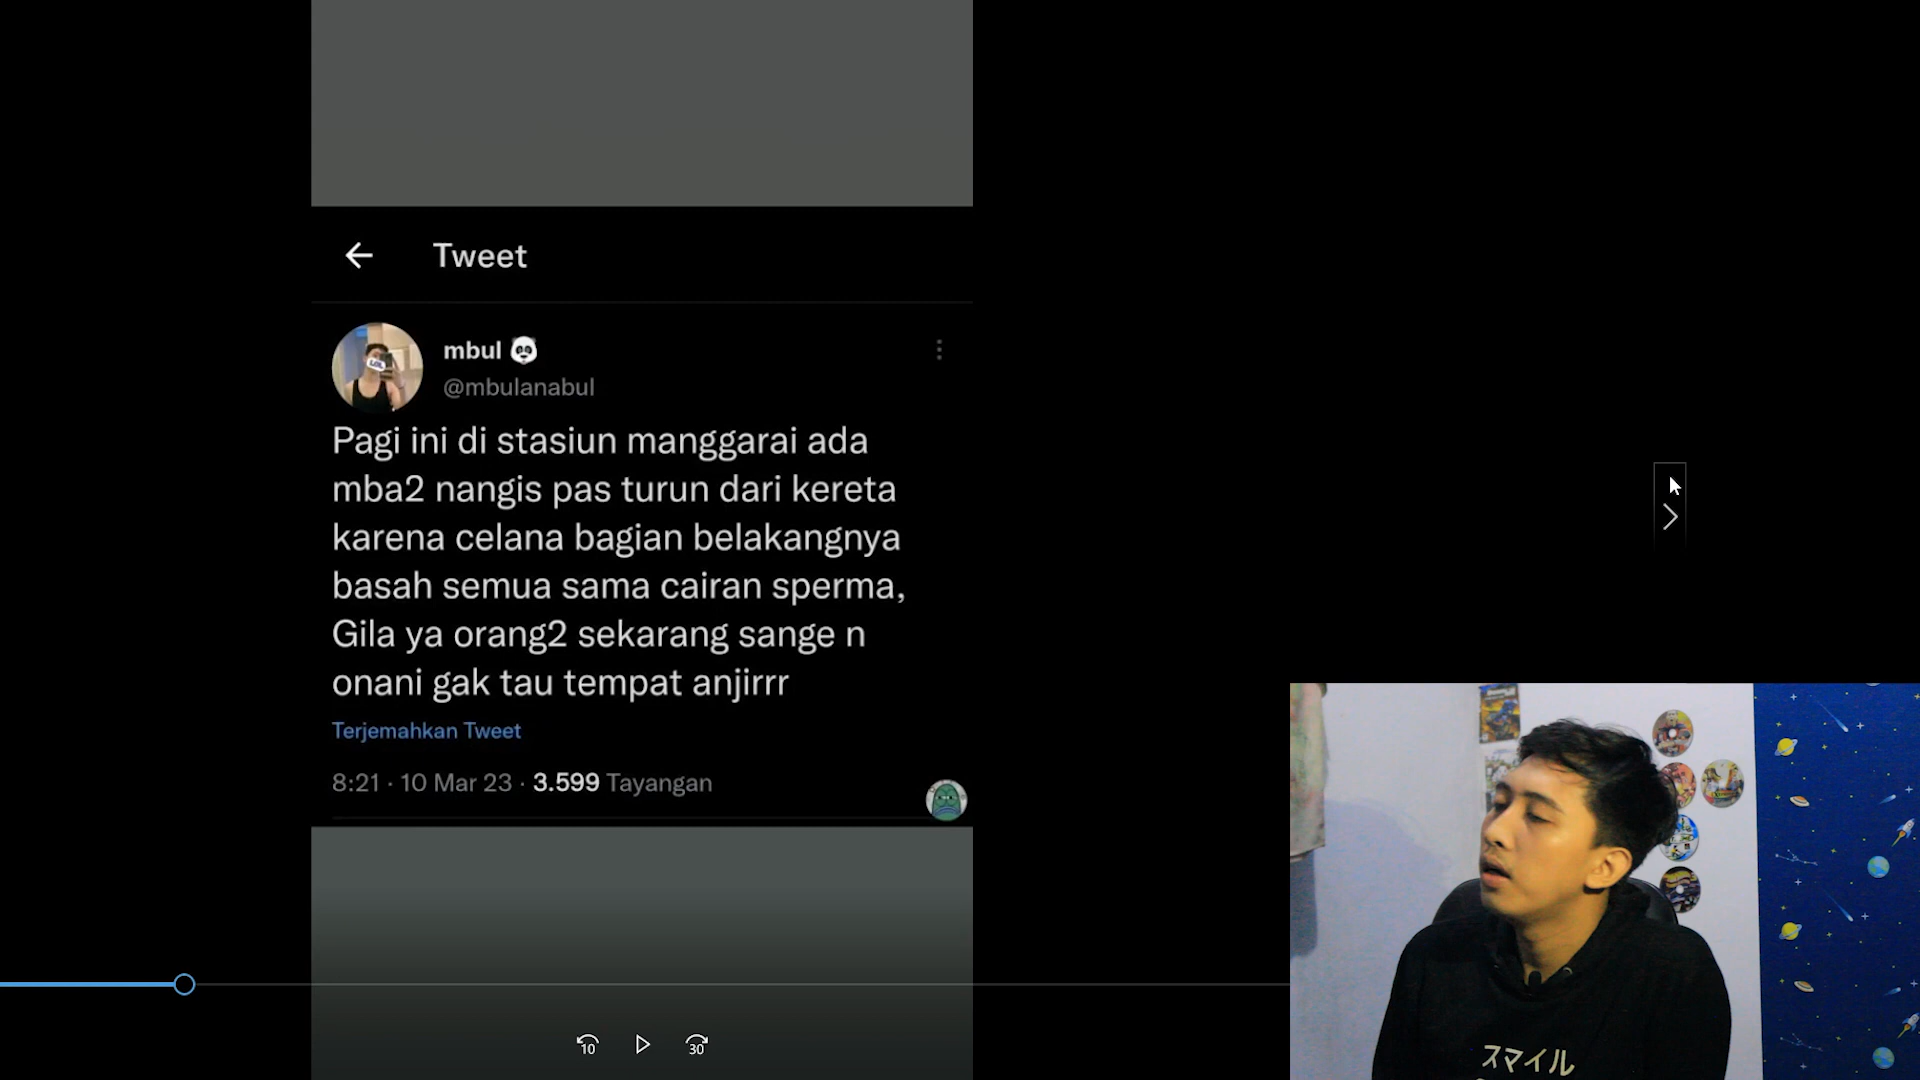 Tweet
mbul
@mbulanabul
Pagi ini di stasiun manggarai ada
mba2 nangis pas turun dari kereta
karena celana bagian belakangnya
basah semua sama cairan sperma,
Gila ya orang2 sekarang sange n
onani gak tau tempat anjirrr
Terjemahkan Tweet
8:21 · 10 Mar 23 · 3.599 Tayangan
10
30
スマイル